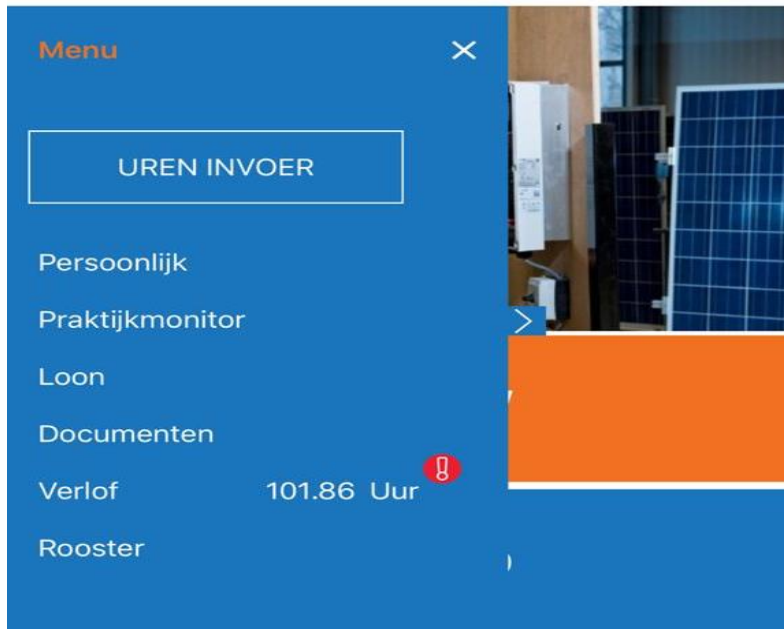 Menu
UREN INVOER
Persoonlijk
Praktijkmonitor
Loon
Documenten
Verlof 101.86 Uur
Rooster